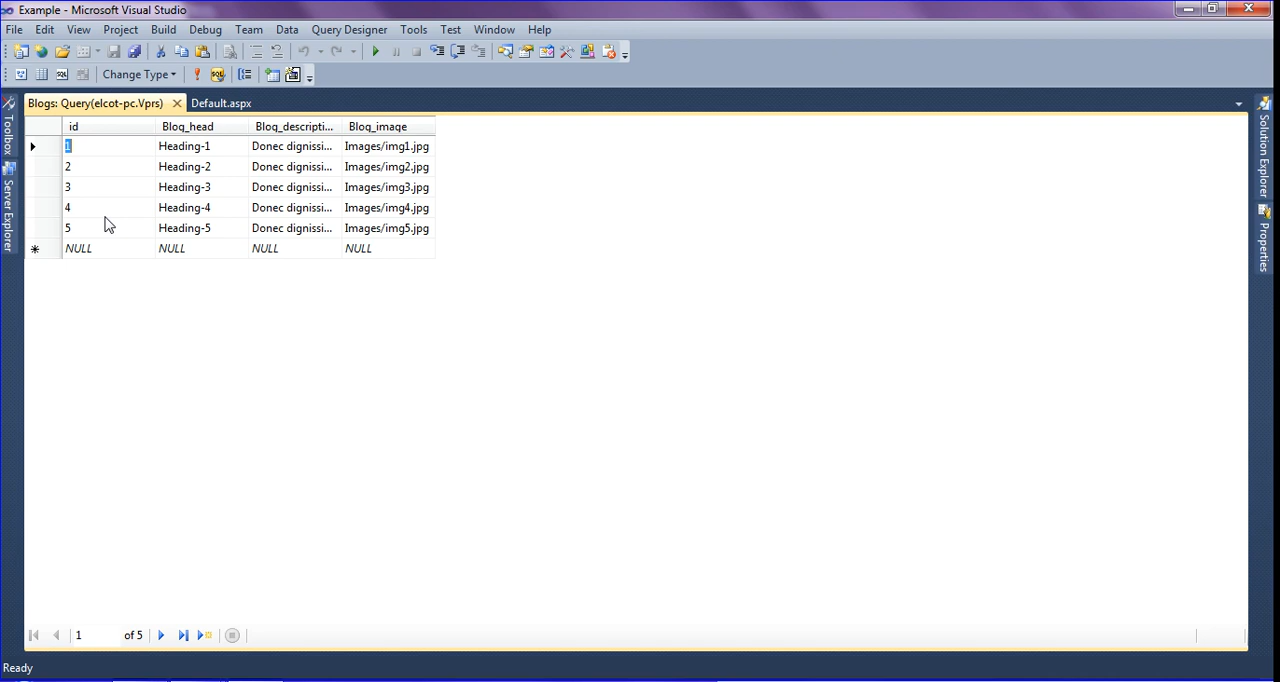 Example - Microsoft Visual Studio
File Edit View Project Build Debug Team Data Query Designer Tools Test Window Help
SQL Change Type
Blogs: Query(elcot-pc.Vprs) Default.aspx
Toolbox
Server Explorer
id Blog_head Blog_descripti... Blog_image
1 Heading-1 Donec dignissi... Images/img1.jpg
2 Heading-2 Donec dignissi... Images/img2.jpg
3 Heading-3 Donec dignissi... Images/img3.jpg
4 Heading-4 Donec dignissi... Images/img4.jpg
5 Heading-5 Donec dignissi... Images/img5.jpg
NULL NULL NULL NULL
Solution Explorer
Properties
1 of 5
Ready